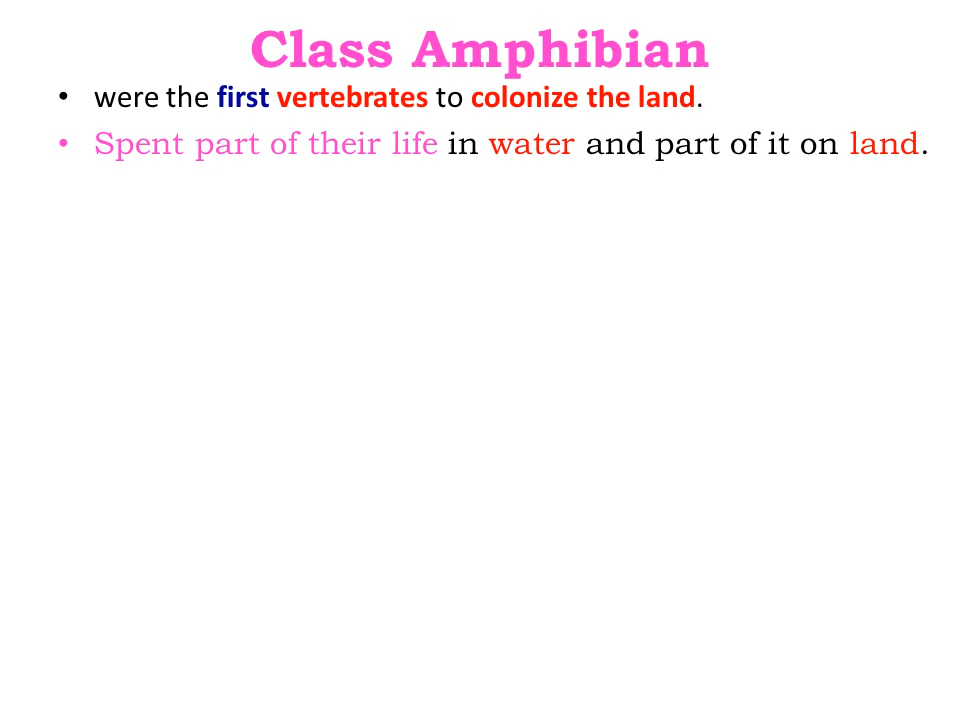 Class Amphibian
• were the first vertebrates to colonize the land.
• Spent part of their life in water and part of it on land.